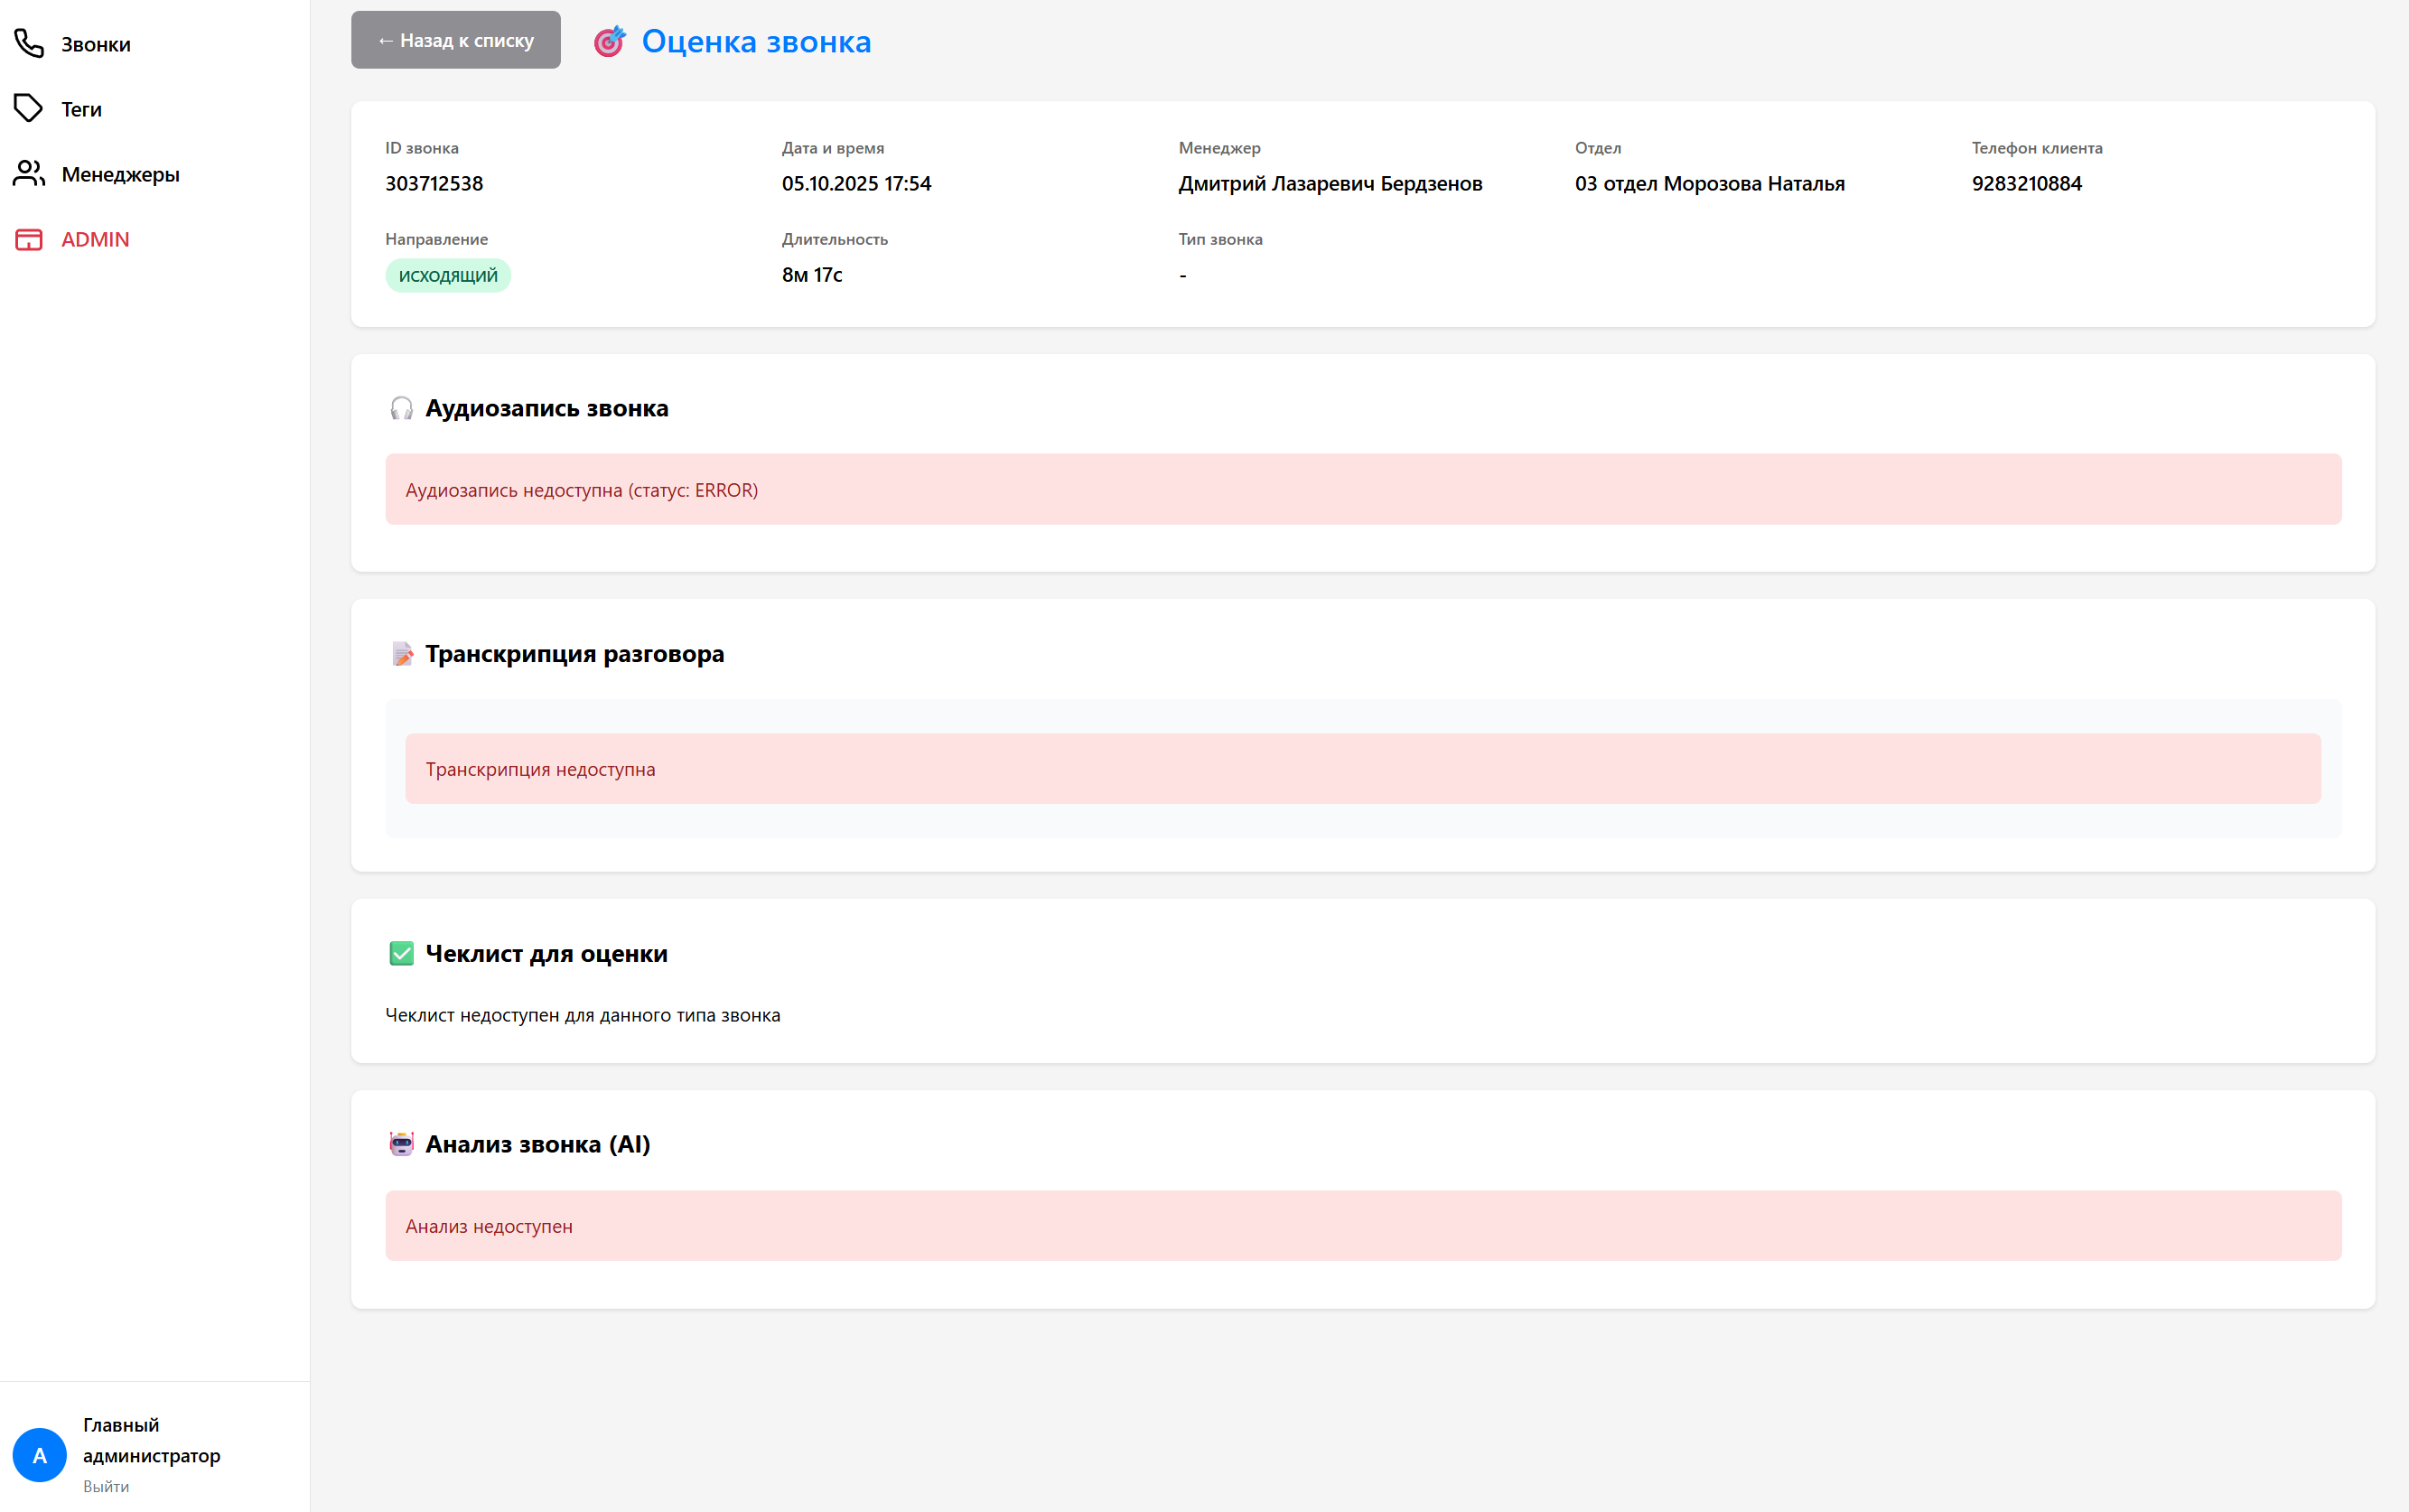 Звонки
Теги
Менеджеры
ADMIN
← Назад к списку
Оценка звонка
ID звонка
303712538
Дата и время
05.10.2025 17:54
Менеджер
Дмитрий Лазаревич Бердзенов
Отдел
03 отдел Морозова Наталья
Телефон клиента
9283210884
Направление
исходящий
Длительность
8м 17с
Тип звонка
-
Аудиозапись звонка
Аудиозапись недоступна (статус: ERROR)
Транскрипция разговора
Транскрипция недоступна
Чеклист для оценки
Чеклист недоступен для данного типа звонка
Анализ звонка (AI)
Анализ недоступен
A
Главный
администратор
Выйти